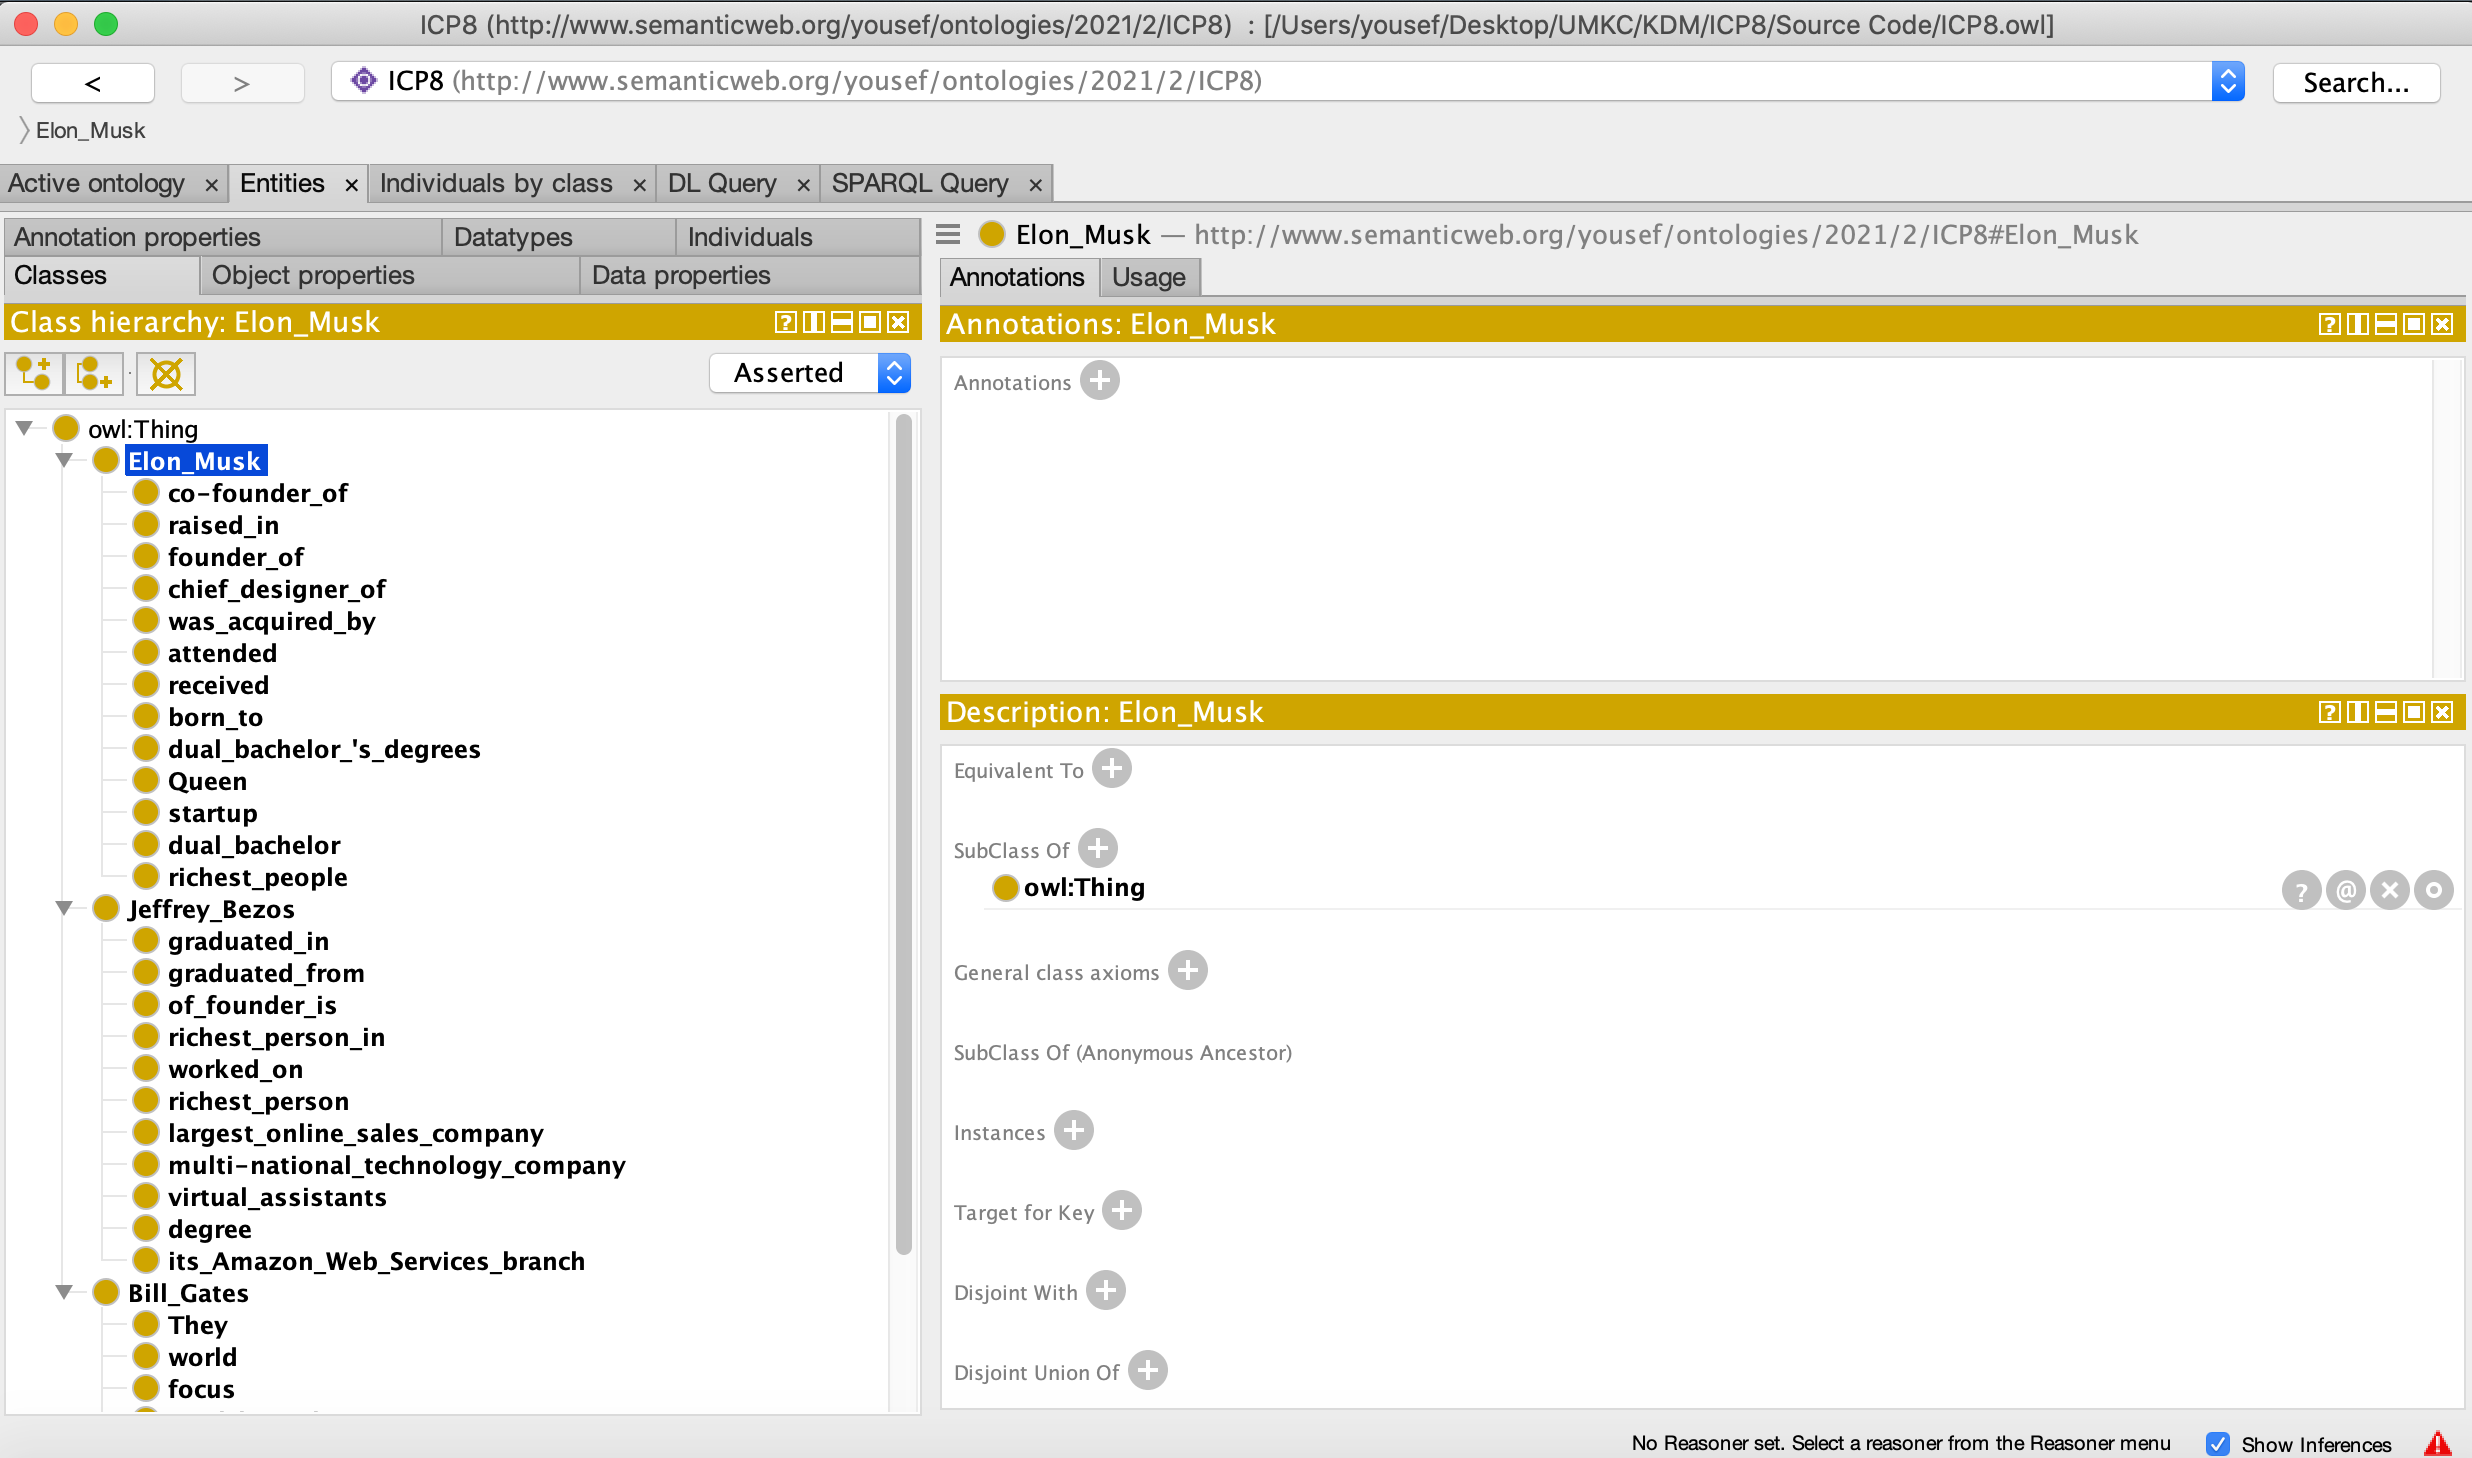 ICP8 (http://www.semanticweb.org/yousef/ontologies/2021/2/ICP8) : [/Users/yousef/Desktop/UMKC/KDM/ICP8/Source Code/ICP8.owl]
< > ICP8 (http://www.semanticweb.org/yousef/ontologies/2021/2/ICP8) Search...
Elon_Musk
Active ontology × Entities × Individuals by class × DL Query × SPARQL Query ×
Annotation properties Datatypes Individuals
Classes Object properties Data properties
Class hierarchy: Elon_Musk
Asserted
owl:Thing
Elon_Musk
co-founder_of
raised_in
founder_of
chief_designer_of
was_acquired_by
attended
received
born_to
dual_bachelor_'s_degrees
Queen
startup
dual_bachelor
richest_people
Jeffrey_Bezos
graduated_in
graduated_from
of_founder_is
richest_person_in
worked_on
richest_person
largest_online_sales_company
multi-national_technology_company
virtual_assistants
degree
its_Amazon_Web_Services_branch
Bill_Gates
They
world
focus
Elon_Musk — http://www.semanticweb.org/yousef/ontologies/2021/2/ICP8#Elon_Musk
Annotations Usage
Annotations: Elon_Musk
Annotations
Description: Elon_Musk
Equivalent To
SubClass Of
owl:Thing
General class axioms
SubClass Of (Anonymous Ancestor)
Instances
Target for Key
Disjoint With
Disjoint Union Of
No Reasoner set. Select a reasoner from the Reasoner menu Show Inferences